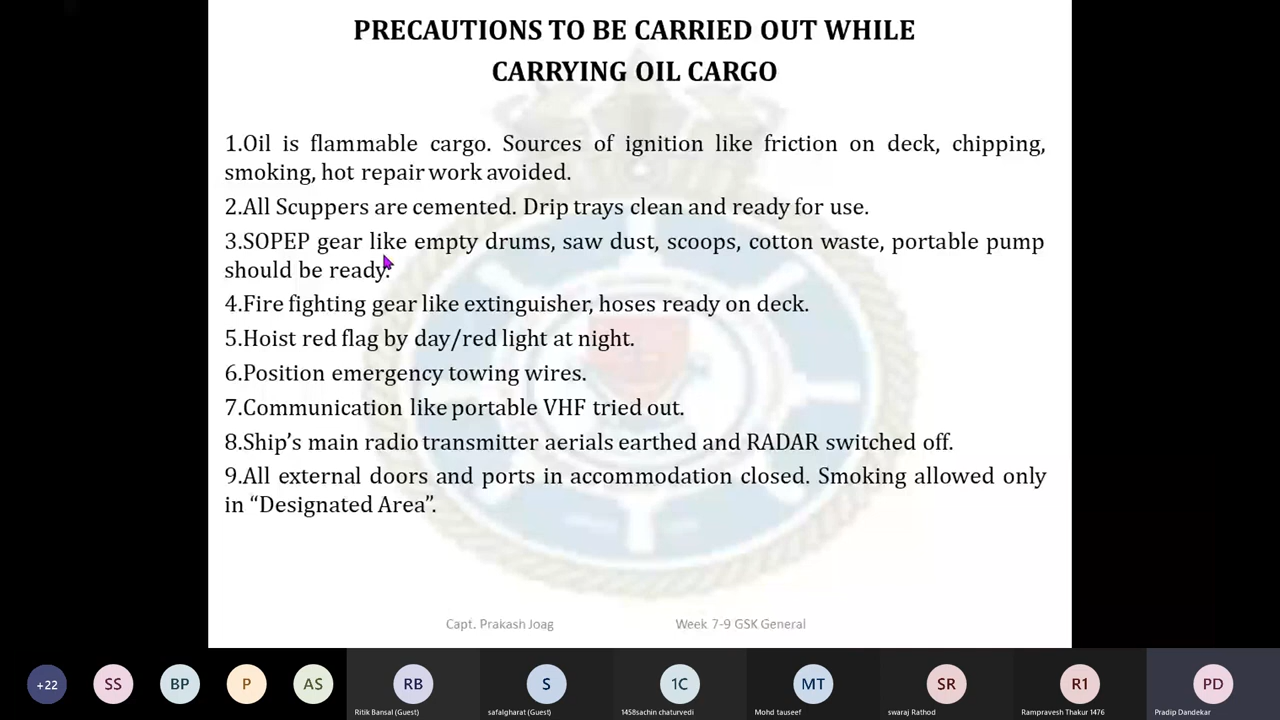 PRECAUTIONS TO BE CARRIED OUT WHILE
CARRYING OIL CARGO
1.Oil is flammable cargo. Sources of ignition like friction on deck, chipping,
smoking, hot repair work avoided.
2.All Scuppers are cemented. Drip trays clean and ready for use.
3.SOPEP gear like empty drums, saw dust, scoops, cotton waste, portable pump
should be ready.
4.Fire fighting gear like extinguisher, hoses ready on deck.
5.Hoist red flag by day/red light at night.
6.Position emergency towing wires.
7.Communication like portable VHF tried out.
8.Ship's main radio transmitter aerials earthed and RADAR switched off.
9.All external doors and ports in accommodation closed. Smoking allowed only
in “Designated Area”.
Capt. Prakash Joag Week 7-9 GSK General
+22 SS BP P AS RB S 1C MT SR R1 PD
Ritik Bansal (Guest) safalgharat (Guest) 1458sachin chaturvedi Mohd tauseef swaraj Rathod Rampravesh Thakur 1476 Pradip Dandekar